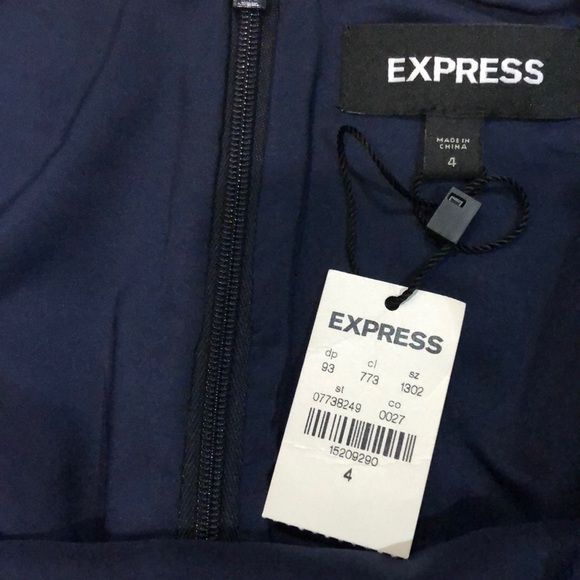 EXPRESS
MADE IN
CHINA
4
EXPRESS
dp cl sz
93 773 1302
st co
07738249 0027
15209290
4